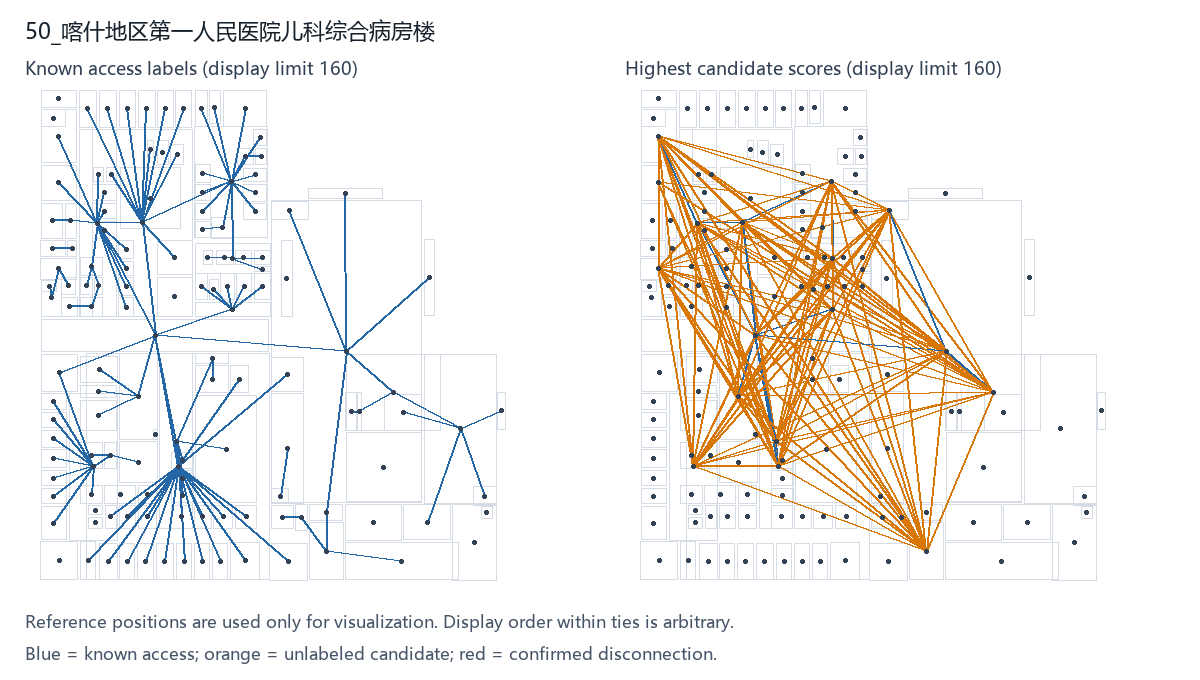 50_喀什地区第一人民医院儿科综合病房楼
Known access labels (display limit 160)
Highest candidate scores (display limit 160)
Reference positions are used only for visualization. Display order within ties is arbitrary.
Blue = known access; orange = unlabeled candidate; red = confirmed disconnection.